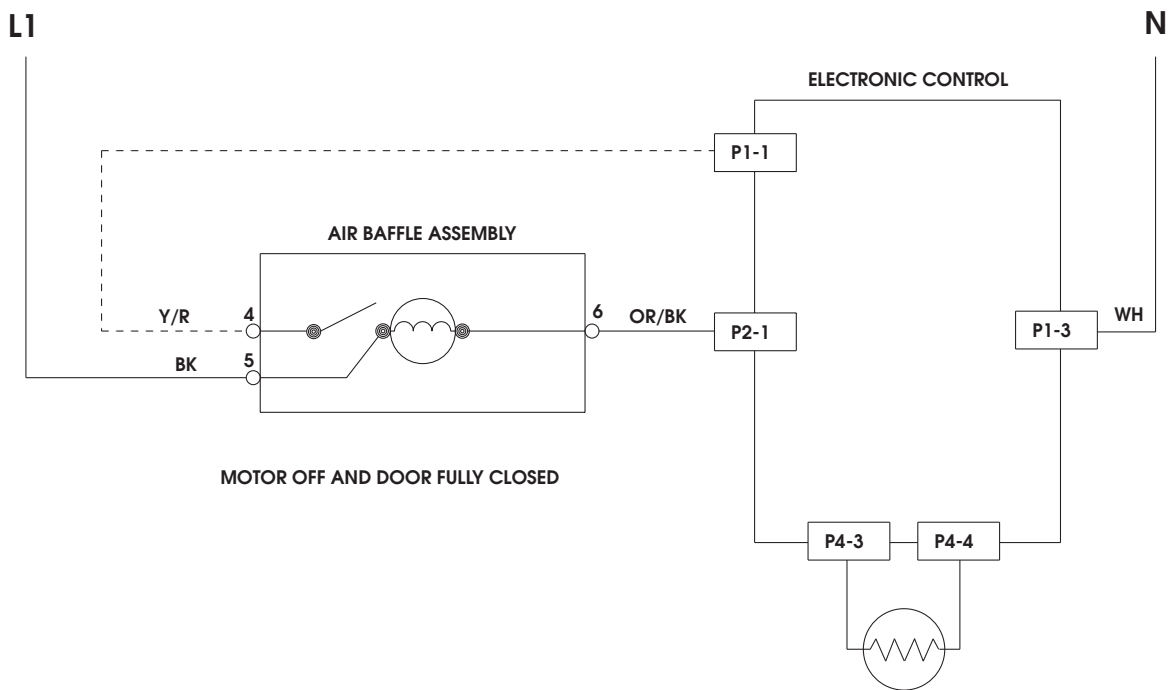 L1
N
ELECTRONIC CONTROL
P1-1
AIR BAFFLE ASSEMBLY
Y/R
4
6
OR/BK
P2-1
P1-3
WH
BK
5
MOTOR OFF AND DOOR FULLY CLOSED
P4-3
P4-4